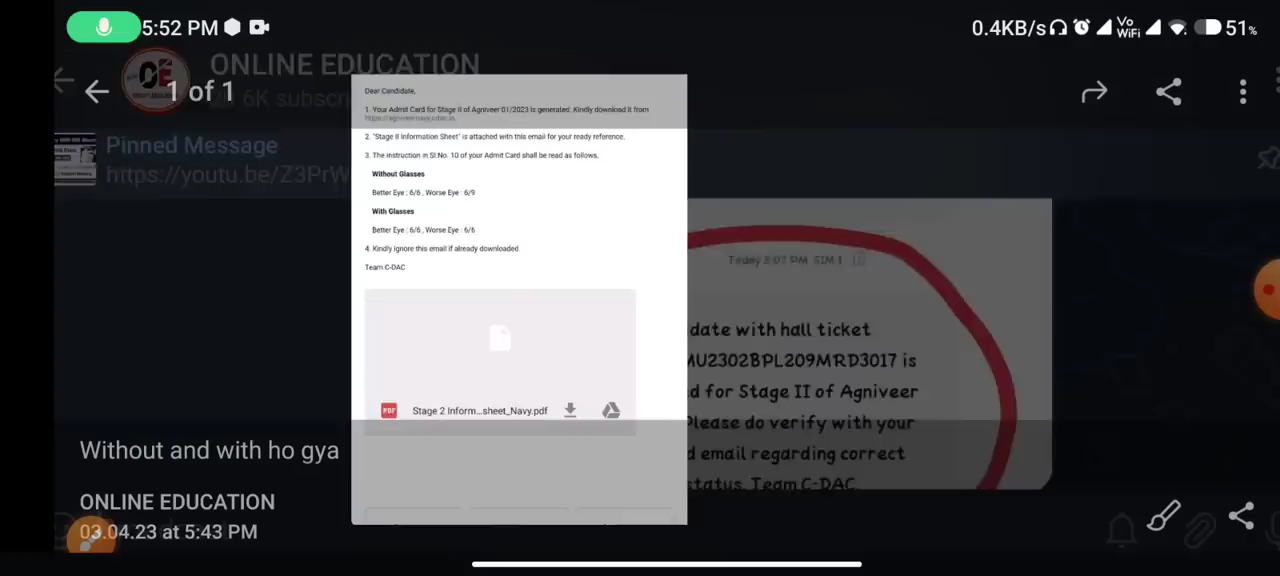 5:52 PM
0.4KB/s
Vo
WiFi
51%
ONLINE EDUCATION
1 of 1
6K subscr
Pinned Message
https://youtu.be/Z3PrW
Dear Candidate,
1. Your Admit Card for Stage II of Agniveer 01/2023 is generated. Kindly download it from
https://agniveernavy.cdac.in.
2. "Stage II Information Sheet" is attached with this email for your ready reference.
3. The instruction in Sl.No. 10 of your Admit Card shall be read as follows,
Without Glasses
Better Eye : 6/6 , Worse Eye : 6/9
With Glasses
Better Eye : 6/6 , Worse Eye : 6/6
4. Kindly ignore this email if already downloaded.
Team C-DAC
PDF
Stage 2 Inform...sheet_Navy.pdf
SIM 1
date with hall ticket
MU2302BPL209MRD3017 is
d for Stage II of Agniveer
Please do verify with your
d email regarding correct
status. Team C-DAC
Without and with ho gya
ONLINE EDUCATION
03.04.23 at 5:43 PM